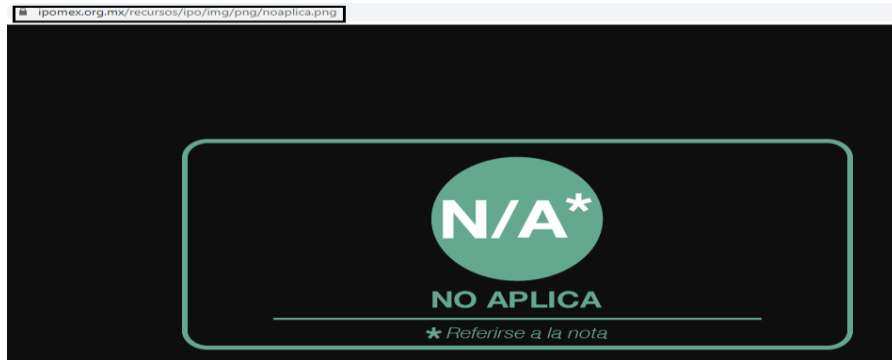 ipomex.org.mx/recursos/ipo/img/png/noaplica.png
N/A*
NO APLICA
* Referirse a la nota